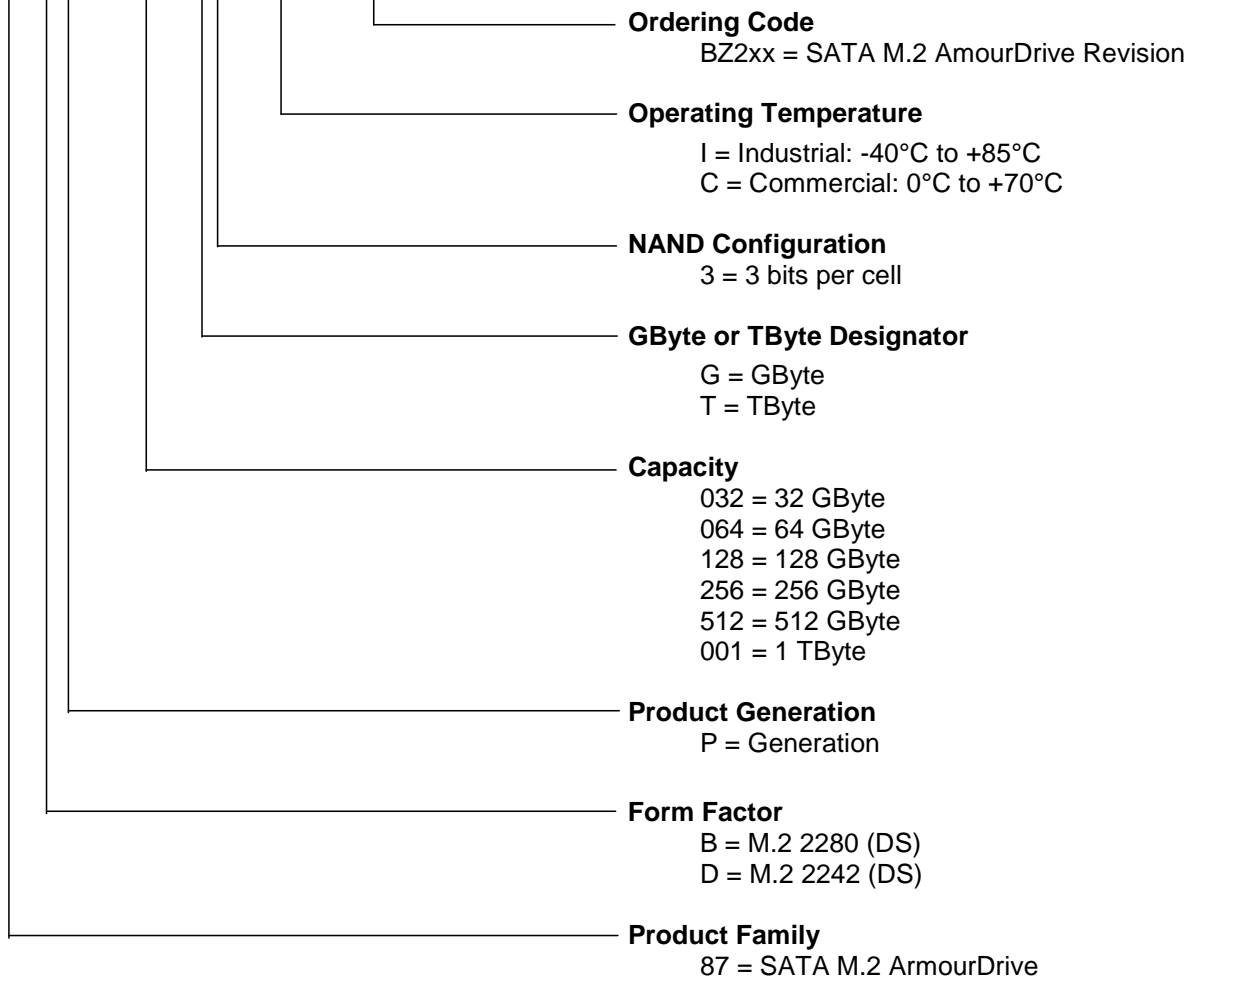 Ordering Code
BZ2xx = SATA M.2 AmourDrive Revision
Operating Temperature
I = Industrial: -40°C to +85°C
C = Commercial: 0°C to +70°C
NAND Configuration
3 = 3 bits per cell
GByte or TByte Designator
G = GByte
T = TByte
Capacity
032 = 32 GByte
064 = 64 GByte
128 = 128 GByte
256 = 256 GByte
512 = 512 GByte
001 = 1 TByte
Product Generation
P = Generation
Form Factor
B = M.2 2280 (DS)
D = M.2 2242 (DS)
Product Family
87 = SATA M.2 ArmourDrive